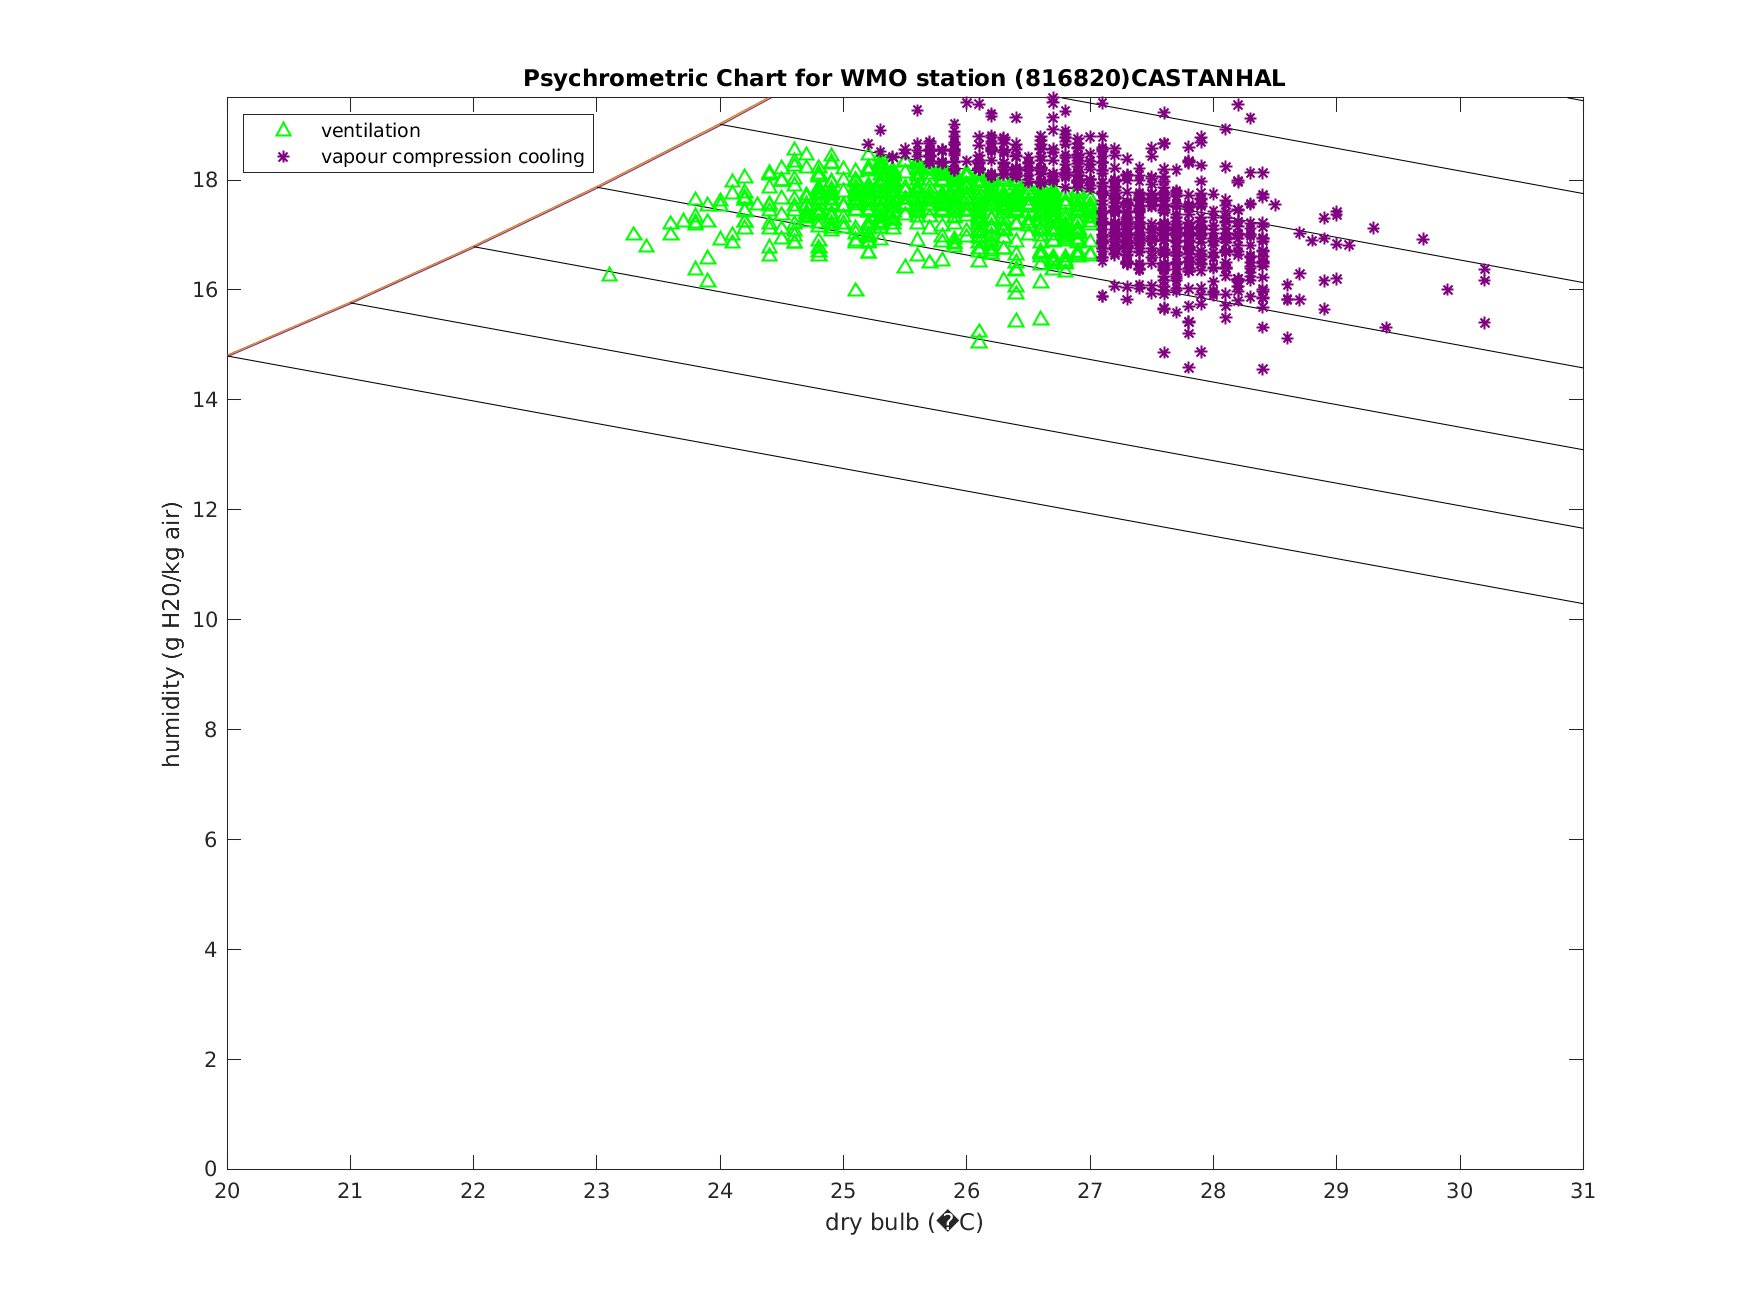 Psychrometric Chart for WMO station (816820)CASTANHAL
ventilation
vapour compression cooling
humidity (g H20/kg air)
18
16
14
12
10
8
6
4
2
0
20 21 22 23 24 25 26 27 28 29 30 31
dry bulb (�C)